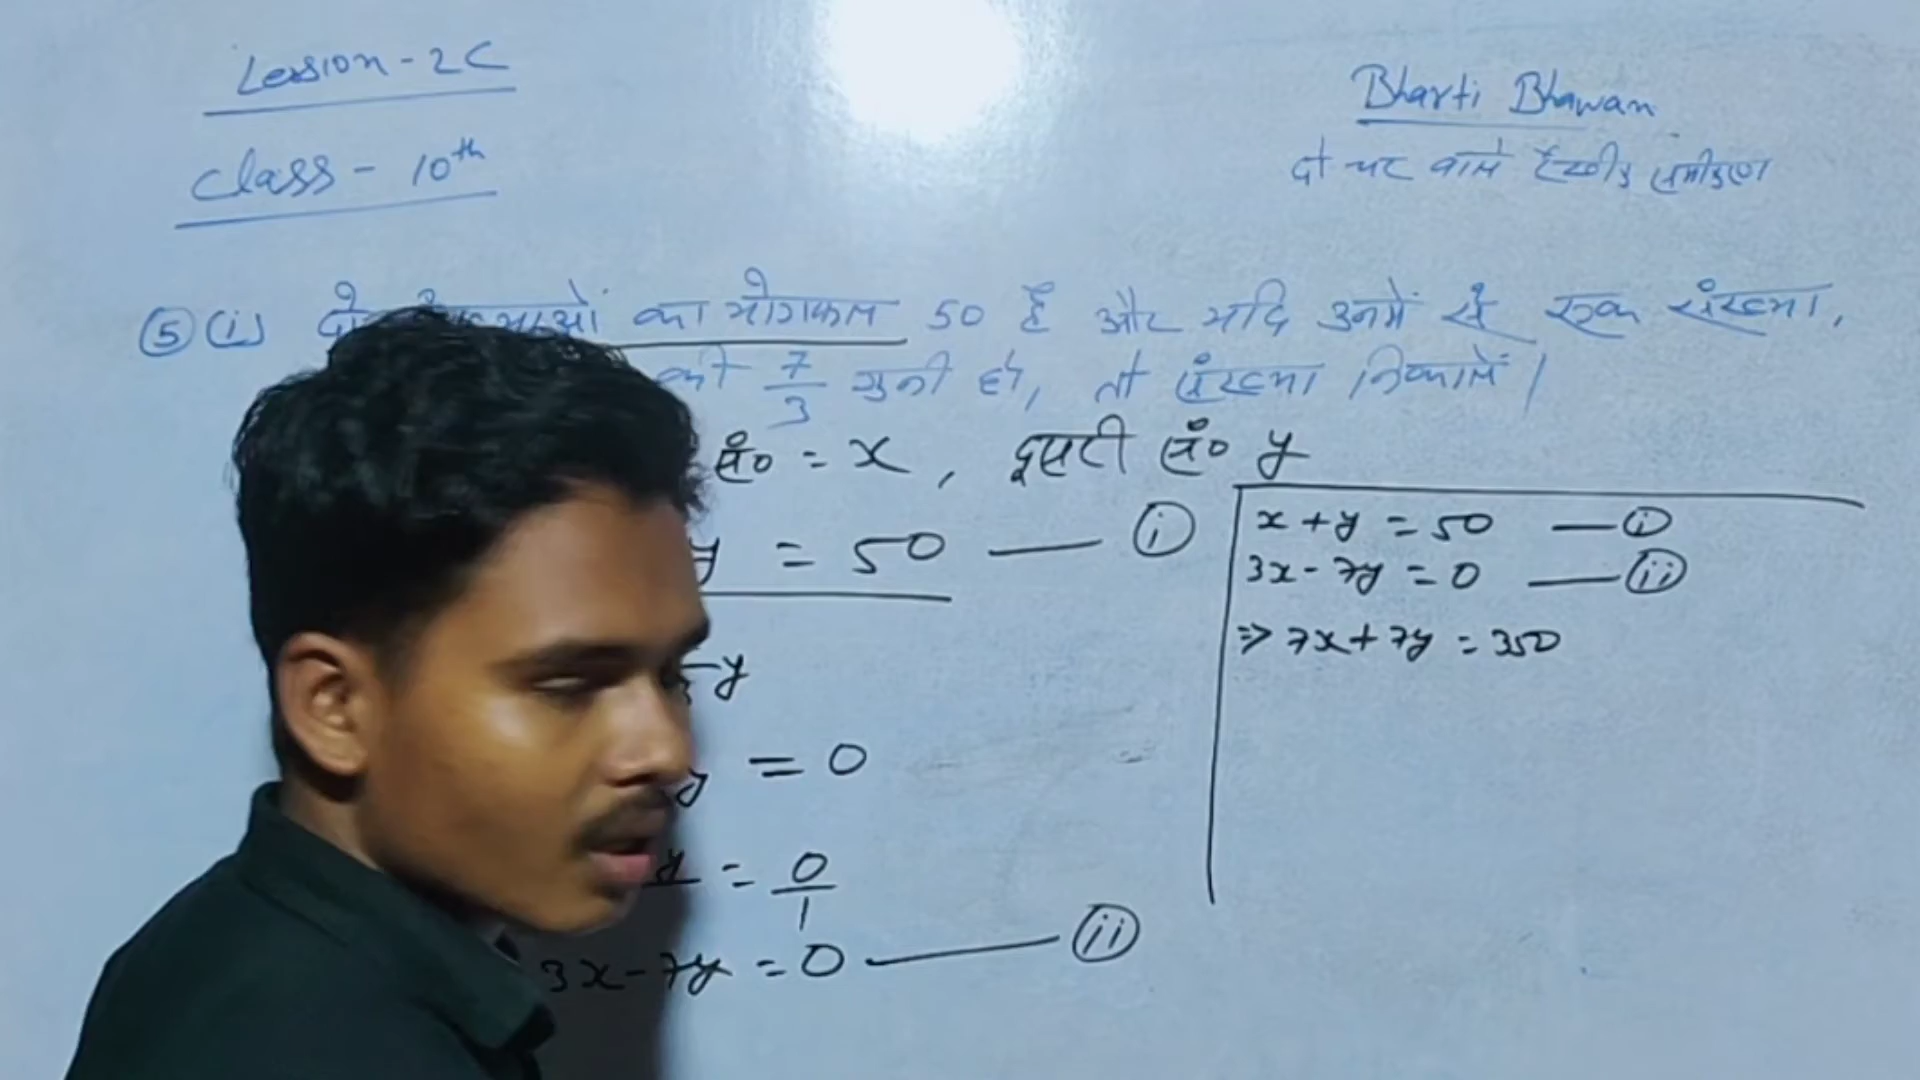 Lession - 2C
Class - 10th
Bharti Bhawan
दो चर वाले रैखीक समीकरण
5 (i) का योगफल 50 है और यदि उनमें से एक संख्या,
की 7/3 गुनी हो, तो संख्या निकालें।
सं० = x, दूसरी सं० y
y = 50 — (i)
y
= 0
= 0/1
3x - 7y = 0 — (ii)
x + y = 50 — (i)
3x - 7y = 0 — (ii)
⇒ 7x + 7y = 350